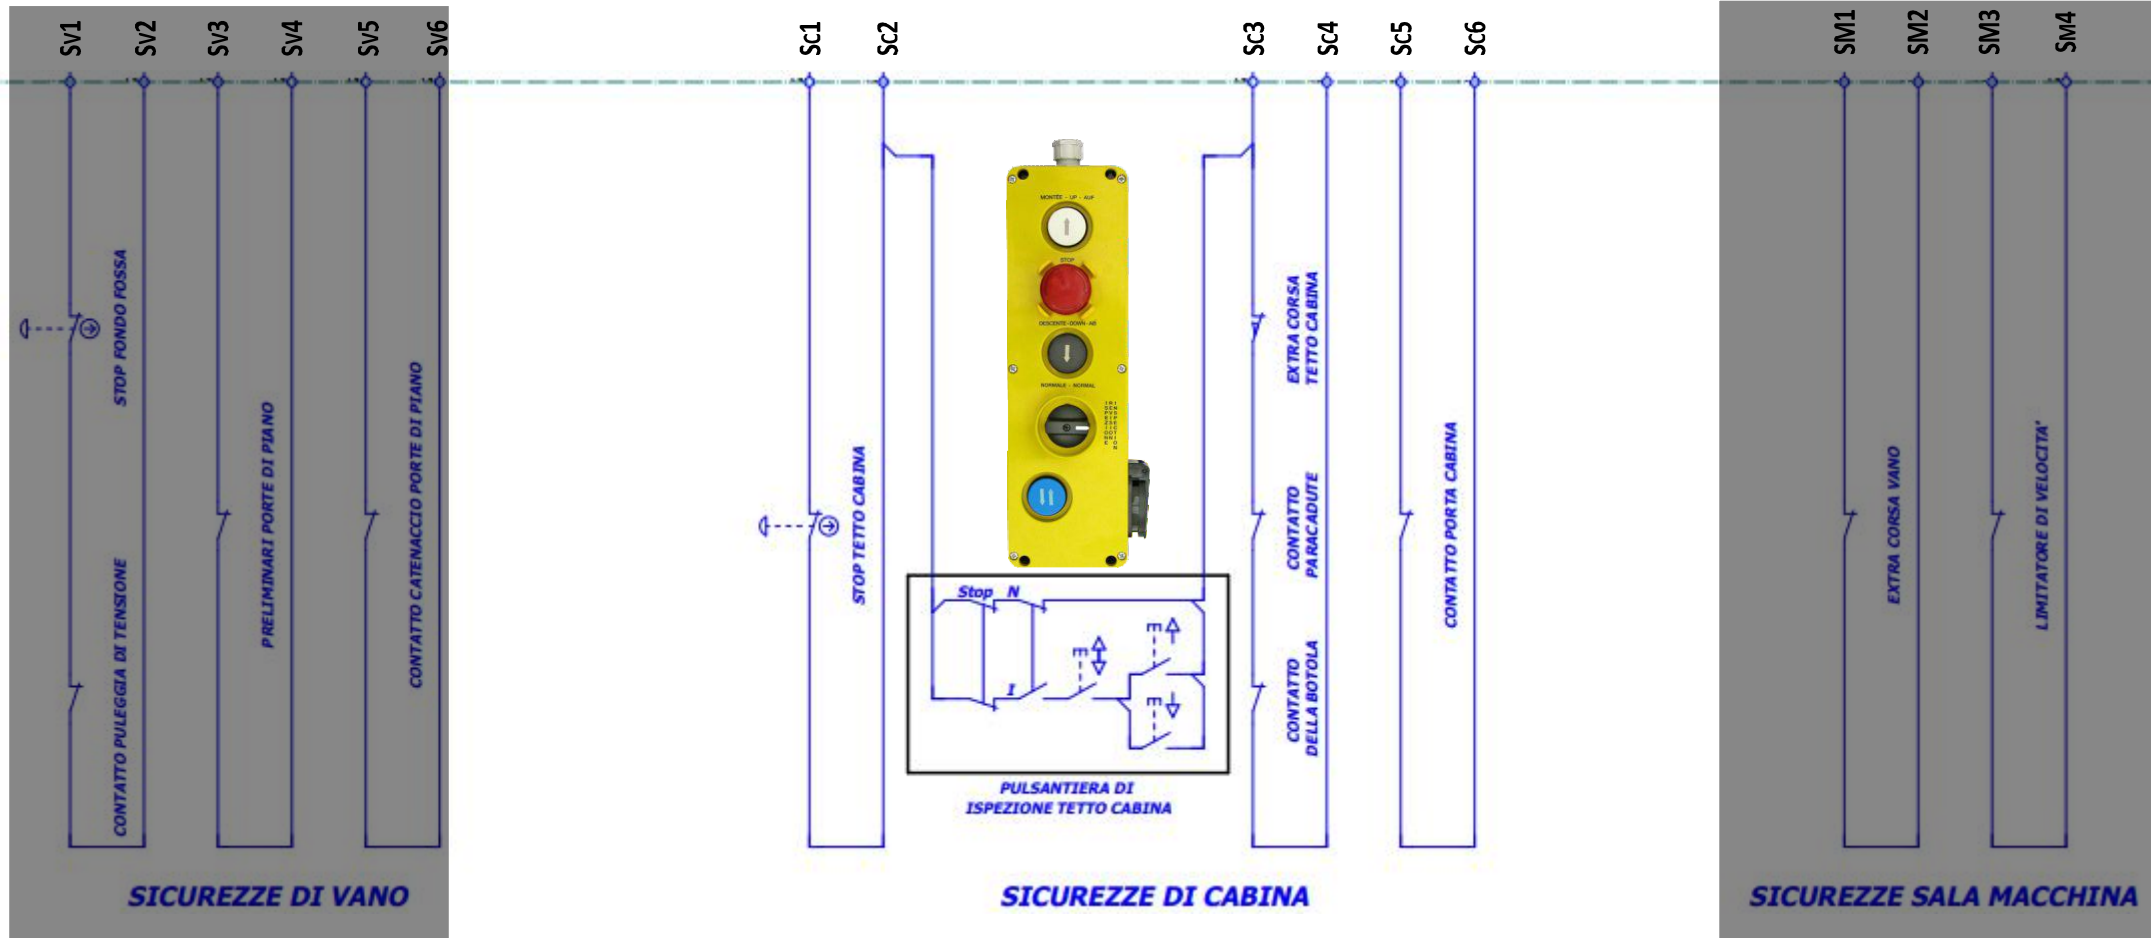 Sv1
Sv2
Sv3
Sv4
Sv5
Sv6
Sc1
Sc2
Sc3
Sc4
Sc5
Sc6
SM1
SM2
SM3
SM4
STOP FONDO FOSSA
CONTATTO PULEGGIA DI TENSIONE
PRELIMINARI PORTE DI PIANO
CONTATTO CATENACCIO PORTE DI PIANO
STOP TETTO CABINA
MONTÉE - UP - AUF
STOP
DESCENTE-DOWN-AB
NORMALE - NORMAL
Stop N
I
PULSANTIERA DI
ISPEZIONE TETTO CABINA
EXTRA CORSA
TETTO CABINA
CONTATTO
PARACADUTE
CONTATTO
DELLA BOTOLA
CONTATTO PORTA CABINA
EXTRA CORSA VANO
LIMITATORE DI VELOCITA'
SICUREZZE DI VANO
SICUREZZE DI CABINA
SICUREZZE SALA MACCHINA